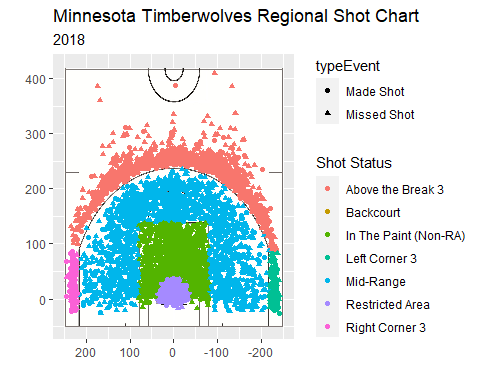 Minnesota Timberwolves Regional Shot Chart
2018
400
300
200
100
0
200
100
0
-100
-200
typeEvent
Made Shot
Missed Shot
Shot Status
Above the Break 3
Backcourt
In The Paint (Non-RA)
Left Corner 3
Mid-Range
Restricted Area
Right Corner 3